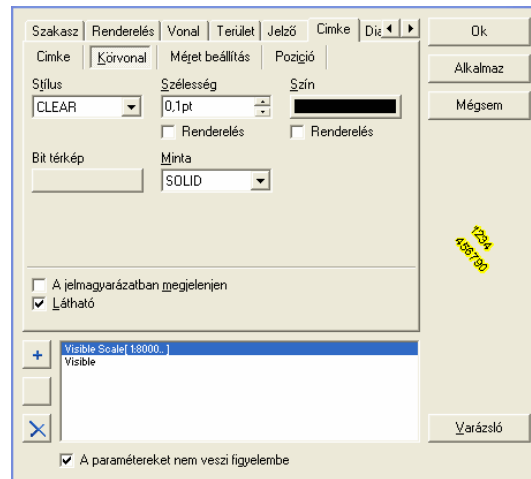 Szakasz Renderelés Vonal Terület Jelző Cimke Dia
Cimke Körvonal Méret beállítás Pozició
Stílus Szélesség Szín
CLEAR 0,1pt
Renderelés Renderelés
Bit térkép Minta
SOLID
A jelmagyarázatban megjelenjen
Látható
Visible Scale[ 1:8000.. ]
Visible
A paramétereket nem veszi figyelembe
Ok
Alkalmaz
Mégsem
1234
456790
Varázsló